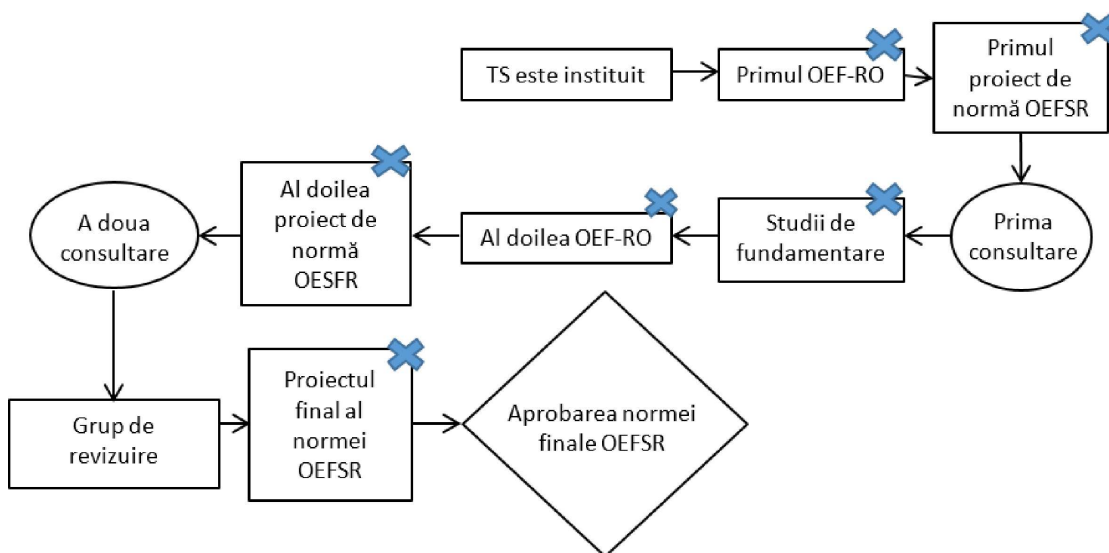 TS este instituit
Primul OEF-RO
Primul
proiect de
normă OEFSR
Prima
consultare
Studii de
fundamentare
Al doilea OEF-RO
Al doilea
proiect de
normă
OESFR
A doua
consultare
Grup de
revizuire
Proiectul
final al
normei
OEFSR
Aprobarea normei
finale OEFSR